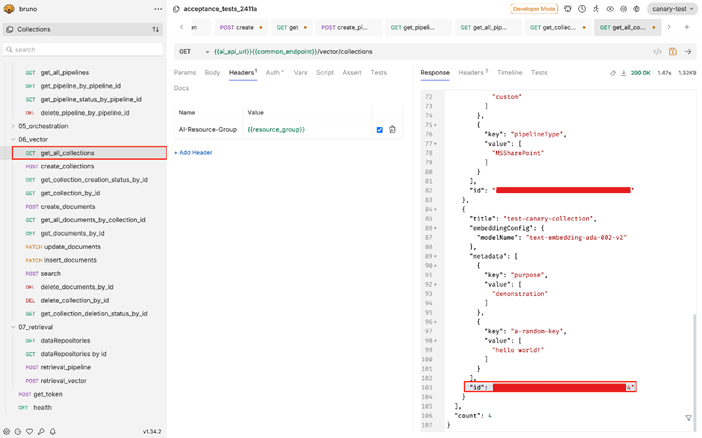 bruno
acceptance_tests_2411a
Developer Mode
Collections
POST create
GET get
POST create_pi...
GET get_pipeli...
GET get_all_pip...
GET get_collec...
GET get_all_co...
canary-test
search
GET {{ai_api_url}}{{common_endpoint}}/vector/collections
GET get_all_pipelines
GET get_pipeline_by_pipeline_id
GET get_pipeline_status_by_pipeline_id
DEL delete_pipeline_by_pipeline_id
05_orchestration
06_vector
GET get_all_collections
POST create_collections
GET get_collection_creation_status_by_id
GET get_collection_by_id
POST create_documents
GET get_all_documents_by_collection_id
GET get_documents_by_id
PATCH update_documents
PATCH insert_documents
POST search
DEL delete_documents_by_id
DEL delete_collection_by_id
GET get_collection_deletion_status_by_id
07_retrieval
GET dataRepositories
GET dataRepositories by id
POST retrieval_pipeline
POST retrieval_vector
POST get_token
GET health
v1.34.2
Params Body Headers1 Auth Vars Script Assert Tests
Docs
Name Value
AI-Resource-Group {{resource_group}}
+ Add Header
Response Headers Timeline Tests
200 OK 1.47s 1.32KB
72 "custom"
73 ]
74 },
75 {
76 "key": "pipelineType",
77 "value": [
78 "MSSharePoint"
79 ]
80 }
81 ],
82 "id": "
83 },
84 {
85 "title": "test-canary-collection",
86 "embeddingConfig": {
87 "modelName": "text-embedding-ada-002-v2"
88 },
89 "metadata": [
90 {
91 "key": "purpose",
92 "value": [
93 "demonstration"
94 ]
95 },
96 {
97 "key": "a-random-key",
98 "value": [
99 "hello world!"
100 ]
101 }
102 ],
103 "id": 4"
104 }
105 ],
106 "count": 4
107 }